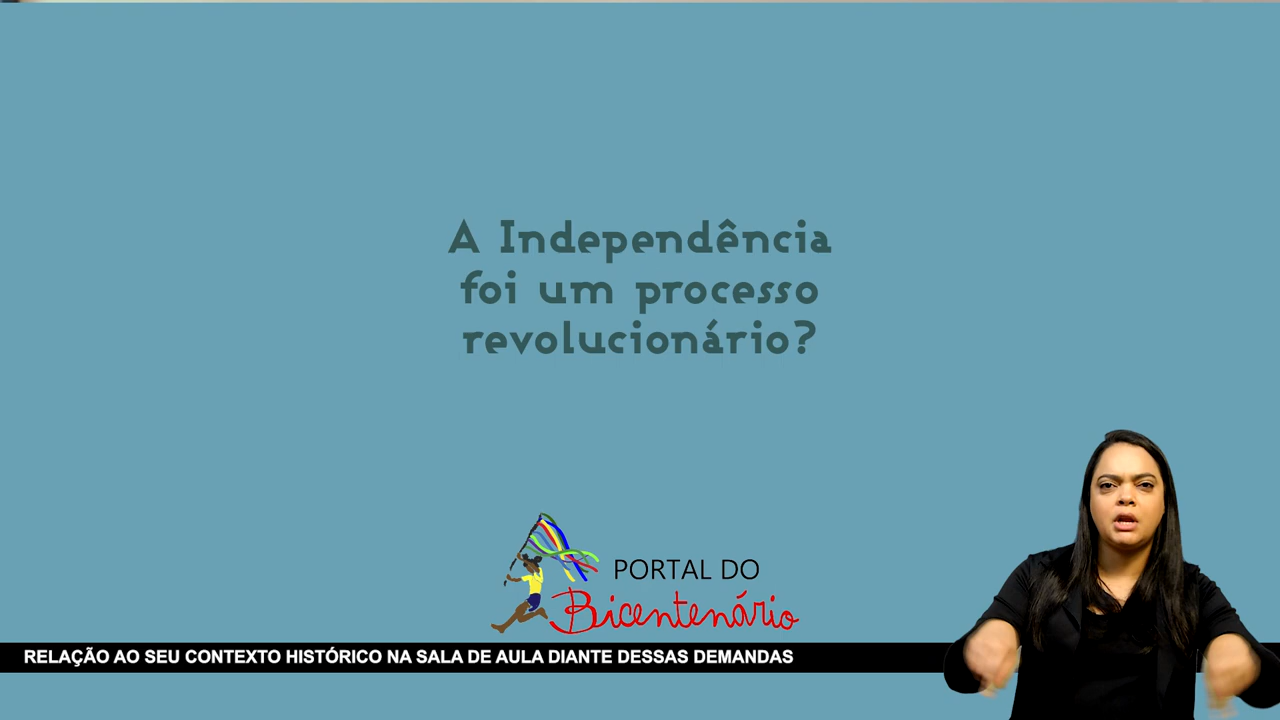 A Independência
foi um processo
revolucionário?
PORTAL DO
Bicentenário
RELAÇÃO AO SEU CONTEXTO HISTÓRICO NA SALA DE AULA DIANTE DESSAS DEMANDAS